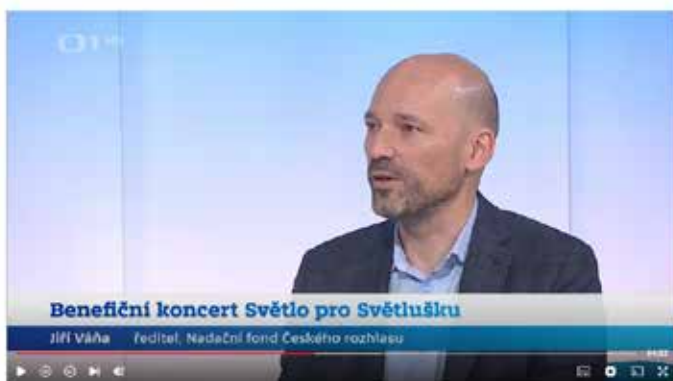 Benefiční koncert Světlo pro Světlušku
Jiří Váňa ředitel, Nadační fond Českého rozhlasu